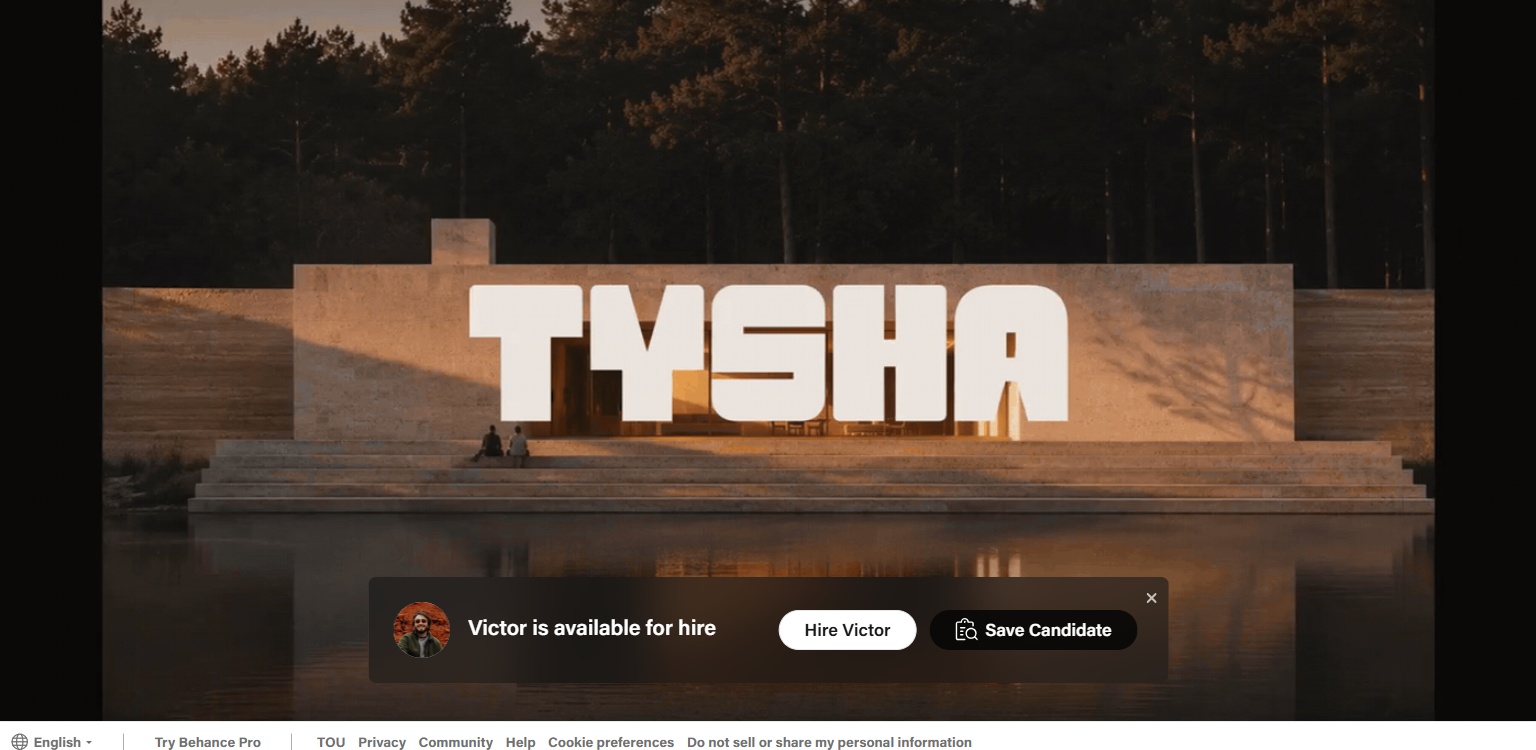 TYSHA
Victor is available for hire
Hire Victor
Save Candidate
English
Try Behance Pro
TOU
Privacy
Community
Help
Cookie preferences
Do not sell or share my personal information